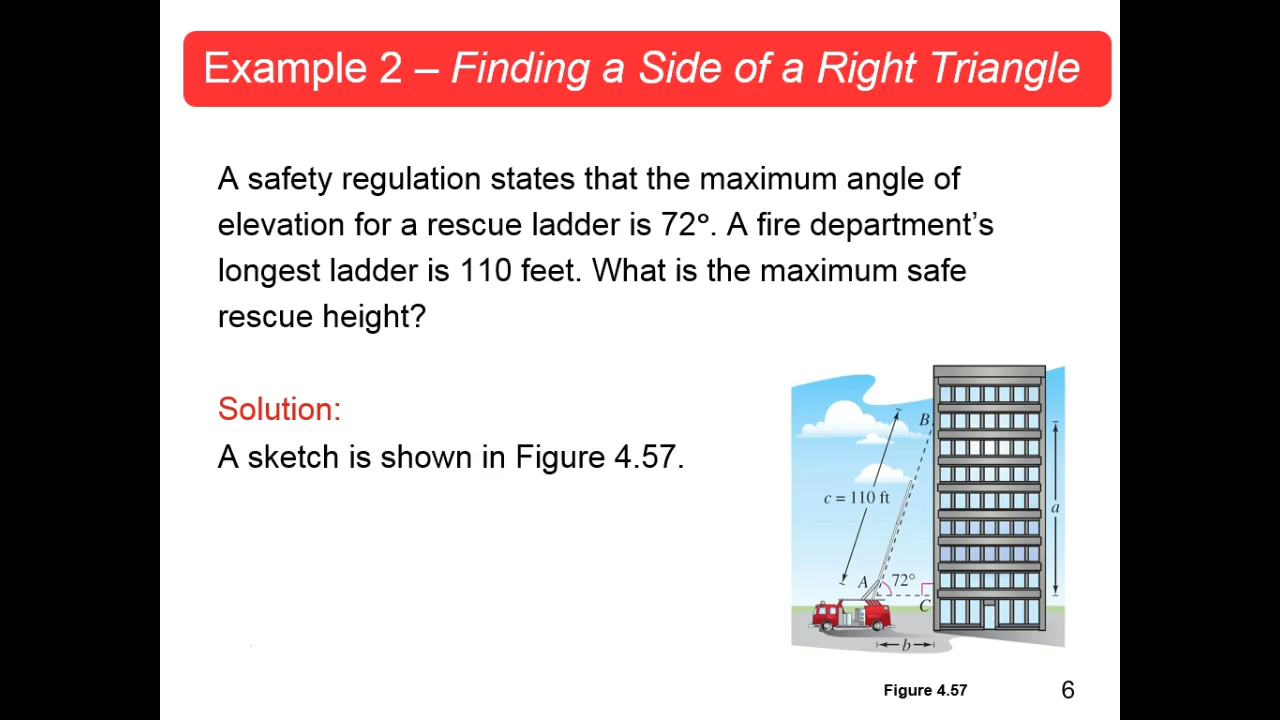 Example 2 – Finding a Side of a Right Triangle
A safety regulation states that the maximum angle of
elevation for a rescue ladder is 72°. A fire department’s
longest ladder is 110 feet. What is the maximum safe
rescue height?
Solution:
A sketch is shown in Figure 4.57.
B
c = 110 ft
a
A
72°
C
b
Figure 4.57
6